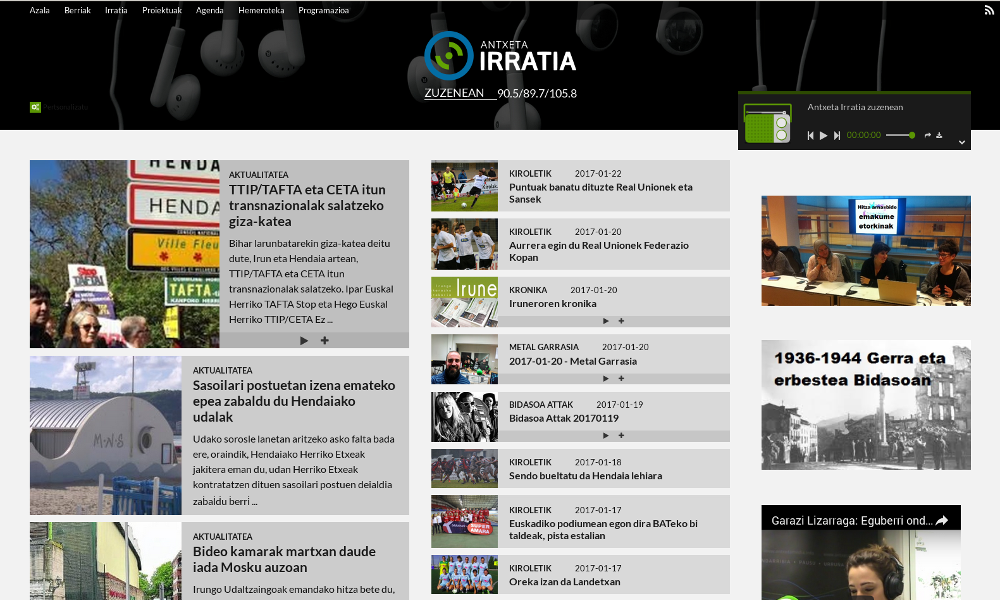 Azala Berriak Irratia Proiektuak Agenda Hemeroteka Programazioa
ANTXETA
IRRATIA
ZUZENEAN 90.5/89.7/105.8
Antxeta Irratia zuzenean
00:00:00
HENDA
HENDA
Ville Fleu
Stop
TAFTA
TAFTA
AKTUALITATEA
TTIP/TAFTA eta CETA itun
transnazionalak salatzeko
giza-katea
Bihar larunbatarekin giza-katea deitu
dute, Irun eta Hendaia artean,
TTIP/TAFTA eta CETA itun
transnazionalak salatzeko. Ipar Euskal
Herriko TAFTA Stop eta Hego Euskal
Herriko TTIP/CETA Ez ...
M·N·S
AKTUALITATEA
Sasoilari postuetan izena emateko
epea zabaldu du Hendaiako
udalak
Udako sorosle lanetan aritzeko asko falta bada
ere, oraindik, Hendaiako Herriko Etxeak
jakitera eman du, udan Herriko Etxeak
kontratatzen dituen sasoilari postuen deialdia
zabaldu berri ...
AKTUALITATEA
Bideo kamarak martxan daude
iada Mosku auzoan
Irungo Udaltzaingoak emandako hitza bete du,
KIROLETIK 2017-01-22
Puntuak banatu dituzte Real Unionek eta
Sansek
KIROLETIK 2017-01-20
Aurrera egin du Real Unionek Federazio
Kopan
Irune
KRONIKA 2017-01-20
Iruneroren kronika
METAL GARRASIA 2017-01-20
2017-01-20 - Metal Garrasia
BIDASOA ATTAK 2017-01-19
Bidasoa Attak 20170119
KIROLETIK 2017-01-18
Sendo bueltatu da Hendaia lehiara
KIROLETIK 2017-01-17
Euskadiko podiumean egon dira BATeko bi
taldeak, pista estalian
KIROLETIK 2017-01-17
Oreka izan da Landetxan
emakume
etorkinak
1936-1944 Gerra eta
erbestea Bidasoan
Garazi Lizarraga: Eguberri ond...